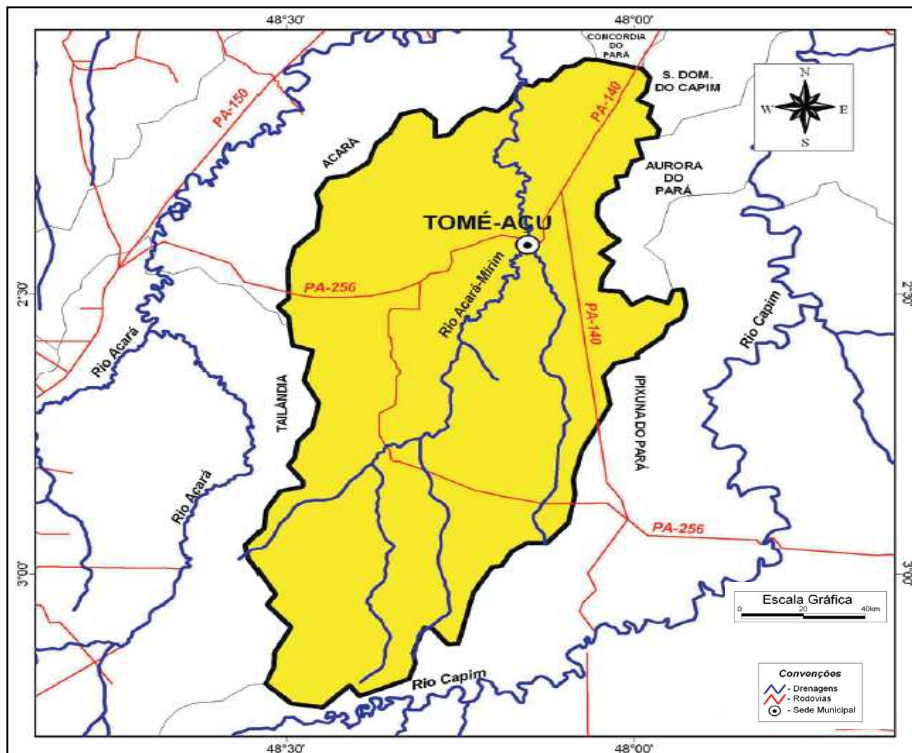 48°30'
48°00'
CONCORDIA
DO
PARÁ
S. DOM.
DO CAPIM
PA-140
PA-150
N
W
E
S
ACARÁ
AURORA
DO
PARÁ
TOMÉ-AÇU
2°30'
2°30'
PA-256
Rio Acará-Mirim
PA-140
Rio Capim
Rio Acará
TAILÂNDIA
IPIXUNA DO PARÁ
Rio Acará
PA-256
3°00'
3°00'
Escala Gráfica
0 20 40km
Rio Capim
Convenções
- Drenagens
- Rodovias
- Sede Municipal
48°30'
48°00'